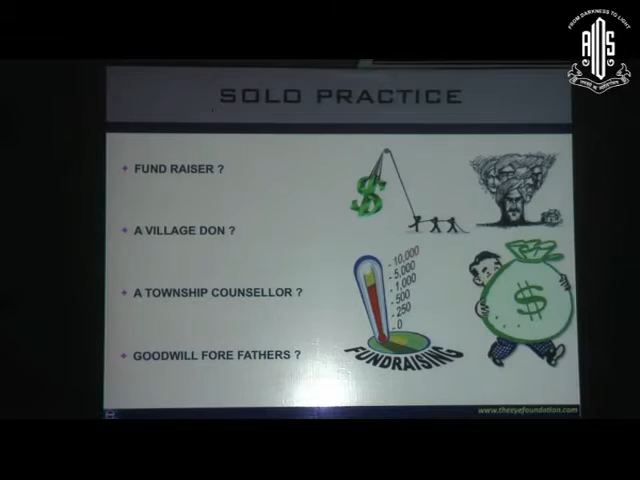 FROM DARKNESS TO LIGHT
AIOS
SOLO PRACTICE
FUND RAISER ?
A VILLAGE DON ?
A TOWNSHIP COUNSELLOR ?
GOODWILL FORE FATHERS ?
$
10,000
5,000
1,000
500
250
0
FUNDRAISING
$
www.theeyefoundation.com